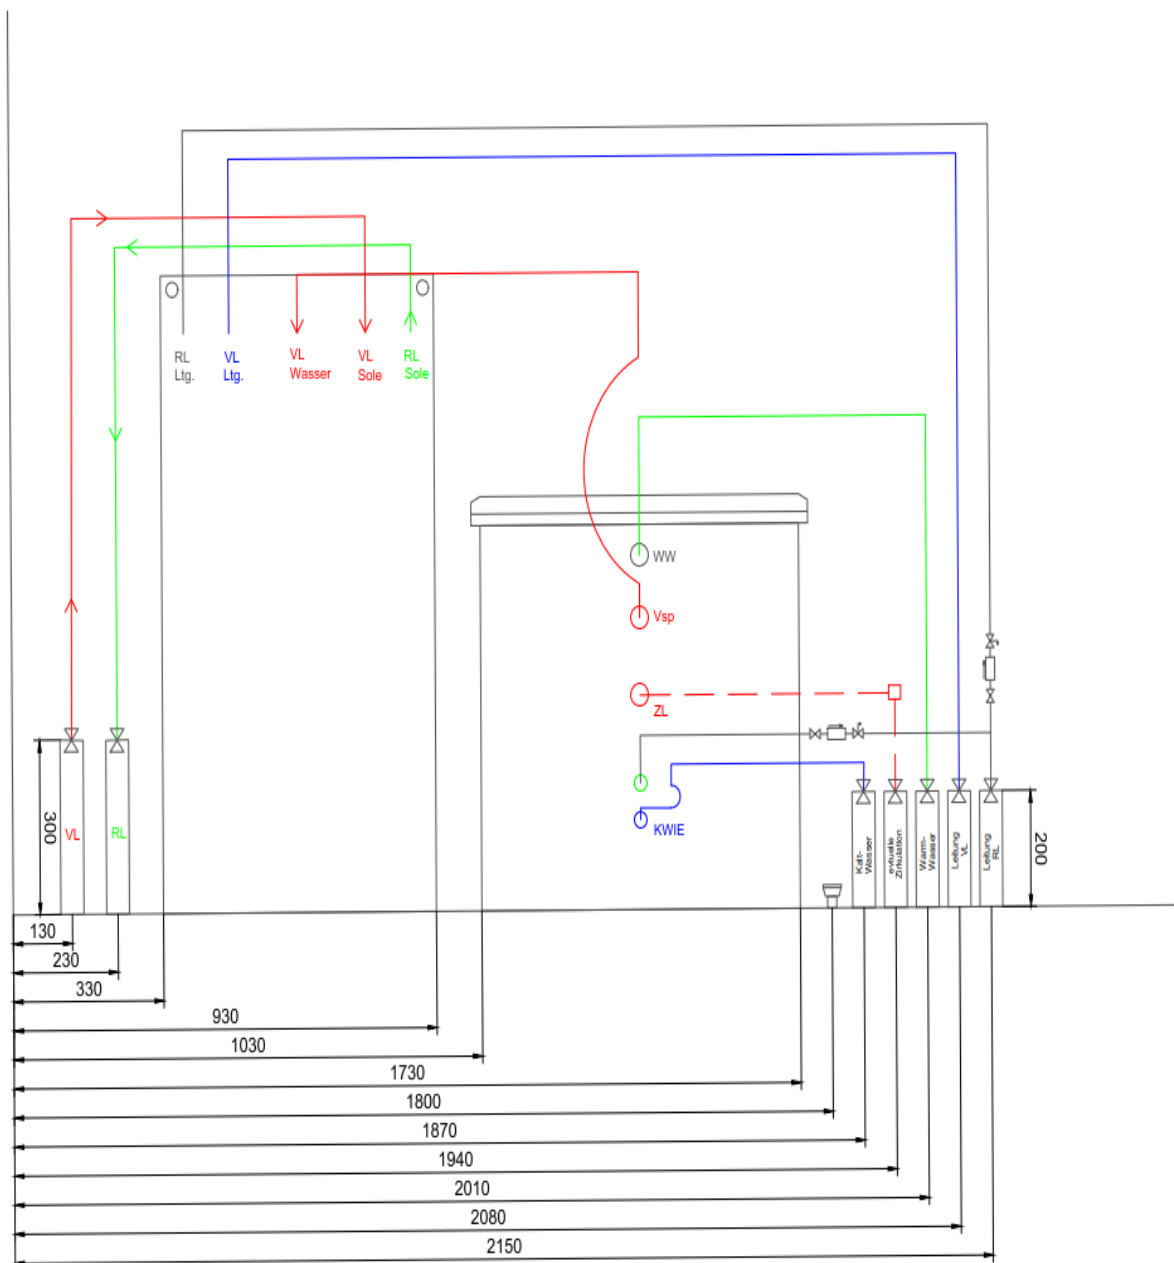 RL
Ltg.
VL
Ltg.
VL
Wasser
VL
Sole
RL
Sole
WW
Vsp
ZL
KWIE
300
VL
RL
Kalt-
Wasser
evtuelle
Zirkulation
Warm-
Wasser
Leitung
VL
Leitung
RL
200
130
230
330
930
1030
1730
1800
1870
1940
2010
2080
2150